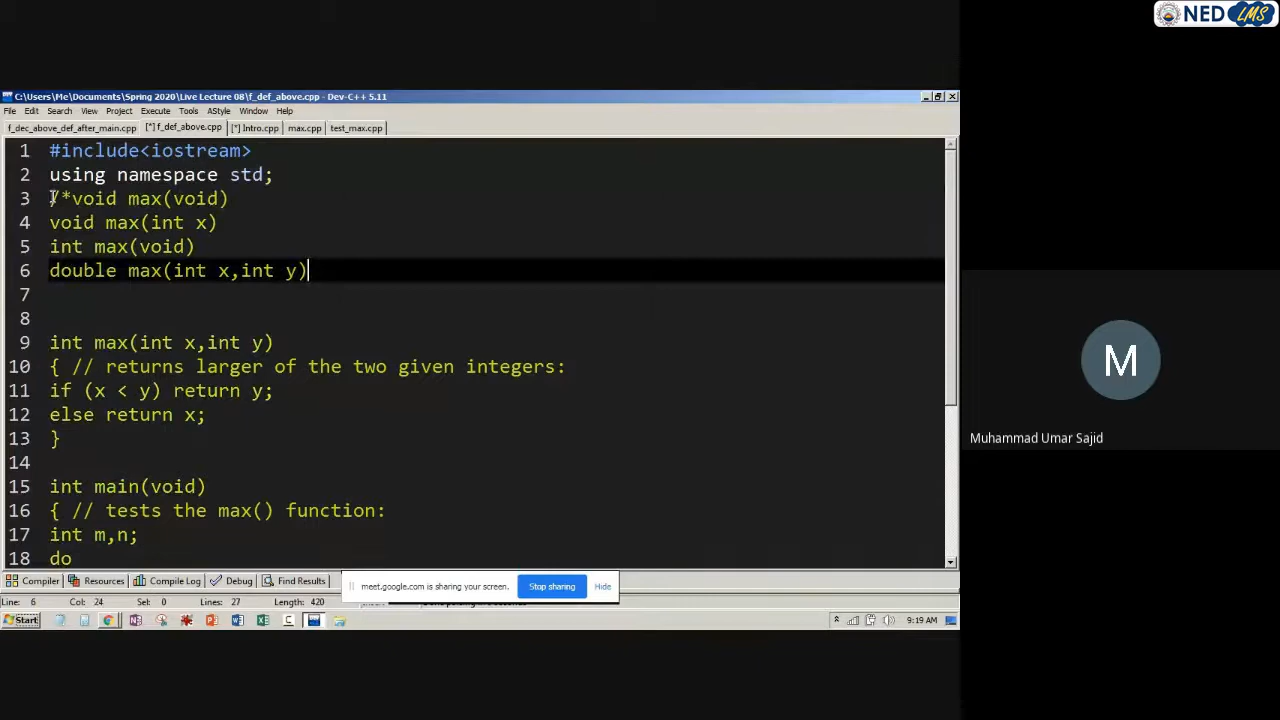 NED LMS
C:\Users\Me\Documents\Spring 2020\Live Lecture 08\f_def_above.cpp - Dev-C++ 5.11
File Edit Search View Project Execute Tools AStyle Window Help
f_dec_above_def_after_main.cpp [*] f_def_above.cpp [*] Intro.cpp max.cpp test_max.cpp
1 #include<iostream>
2 using namespace std;
3 /*void max(void)
4 void max(int x)
5 int max(void)
6 double max(int x,int y)
7
8
9 int max(int x,int y)
10 { // returns larger of the two given integers:
11 if (x < y) return y;
12 else return x;
13 }
14
15 int main(void)
16 { // tests the max() function:
17 int m,n;
18 do
M
Muhammad Umar Sajid
Compiler Resources Compile Log Debug Find Results
meet.google.com is sharing your screen. Stop sharing Hide
Line: 6 Col: 24 Sel: 0 Lines: 27 Length: 420
Start 9:19 AM